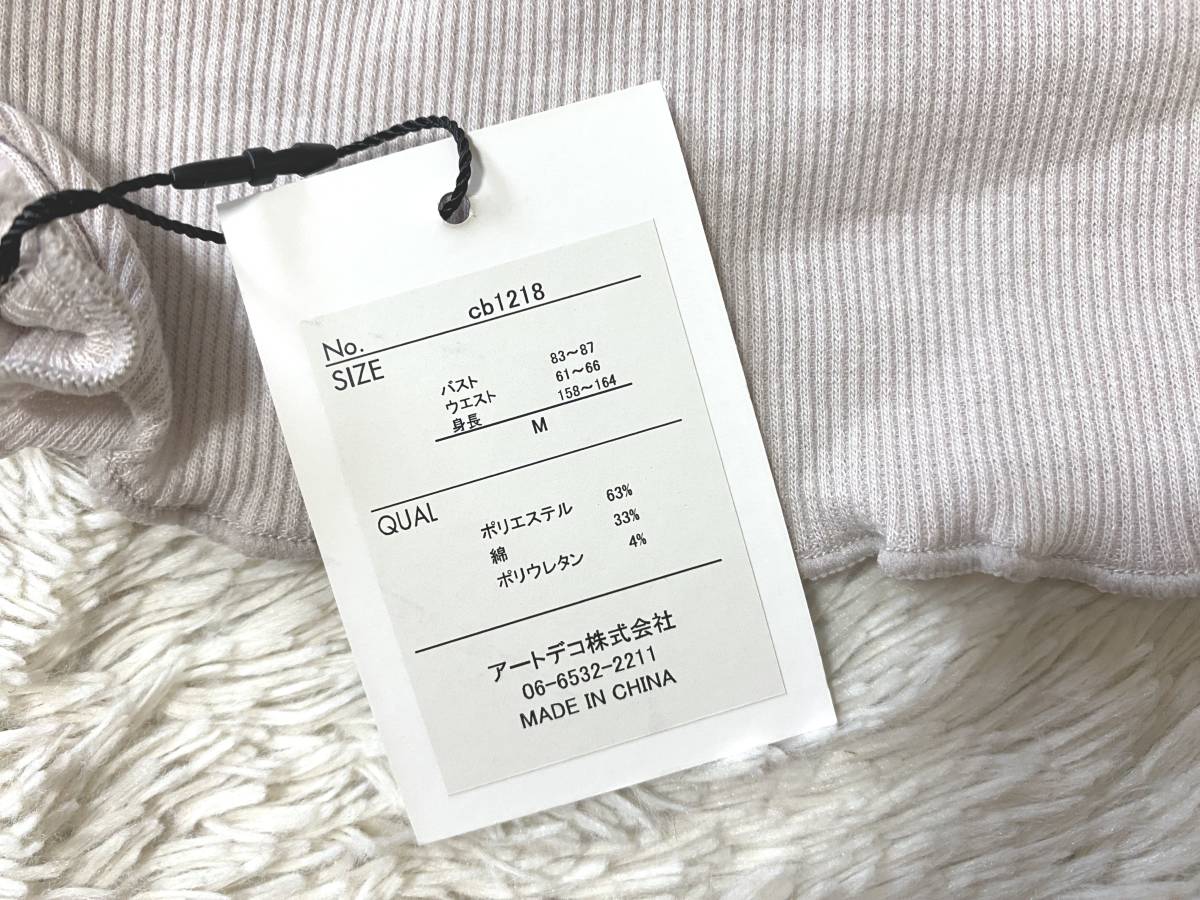 No. cb1218
SIZE
バスト 83～87
ウエスト 61～66
身長 158～164
M
QUAL
ポリエステル 63%
綿 33%
ポリウレタン 4%
アートデコ株式会社
06-6532-2211
MADE IN CHINA